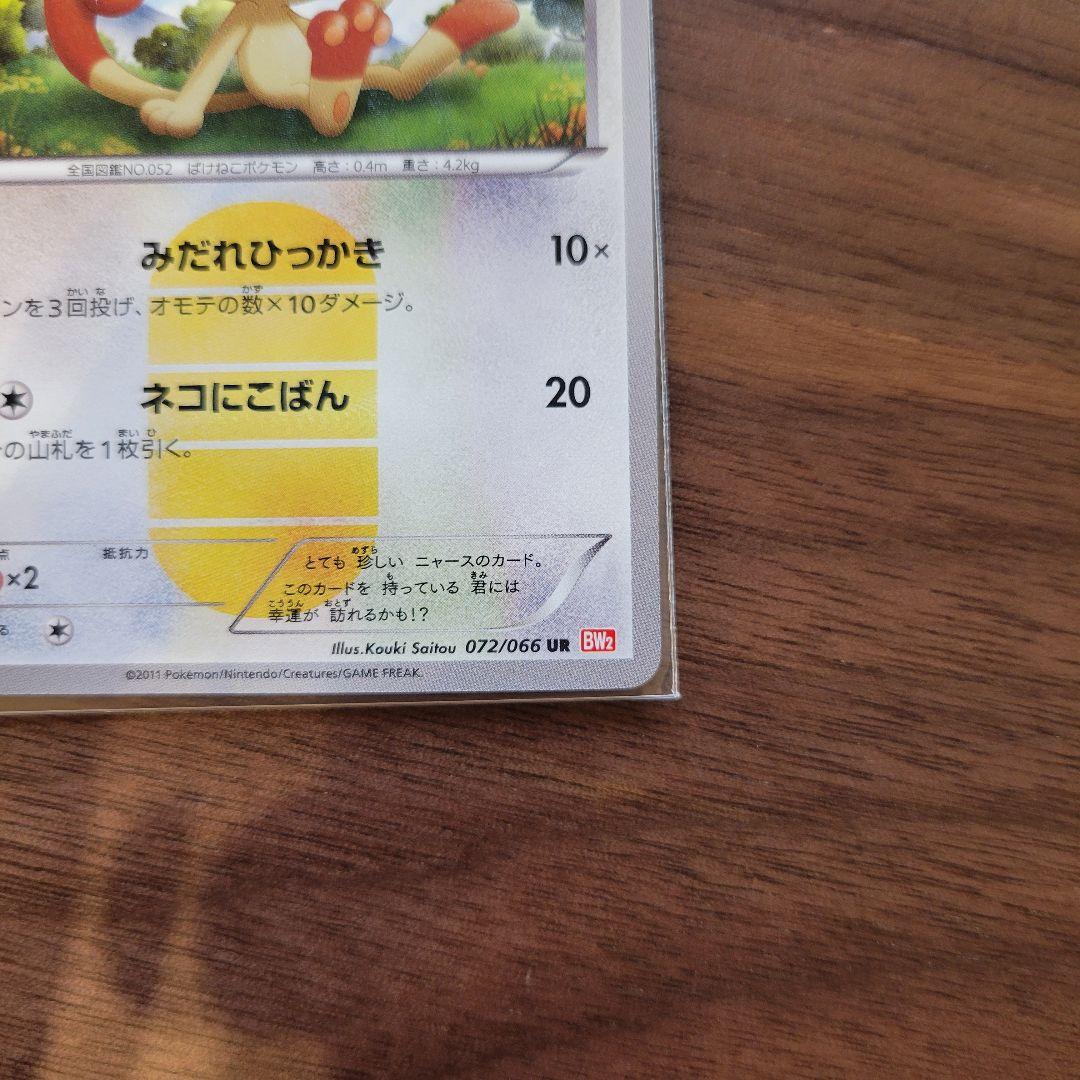 全国図鑑NO.052 ばけねこポケモン 高さ：0.4m 重さ：4.2kg
みだれひっかき 10×
ンを3回投げ、オモテの数×10ダメージ。
ネコにこばん 20
の山札を1枚引く。
点 抵抗力
×2
る
とても珍しい ニャースのカード。
このカードを 持っている 君には
幸運が 訪れるかも!?
Illus.Kouki Saitou 072/066 UR BW2
©2011 Pokémon/Nintendo/Creatures/GAME FREAK.